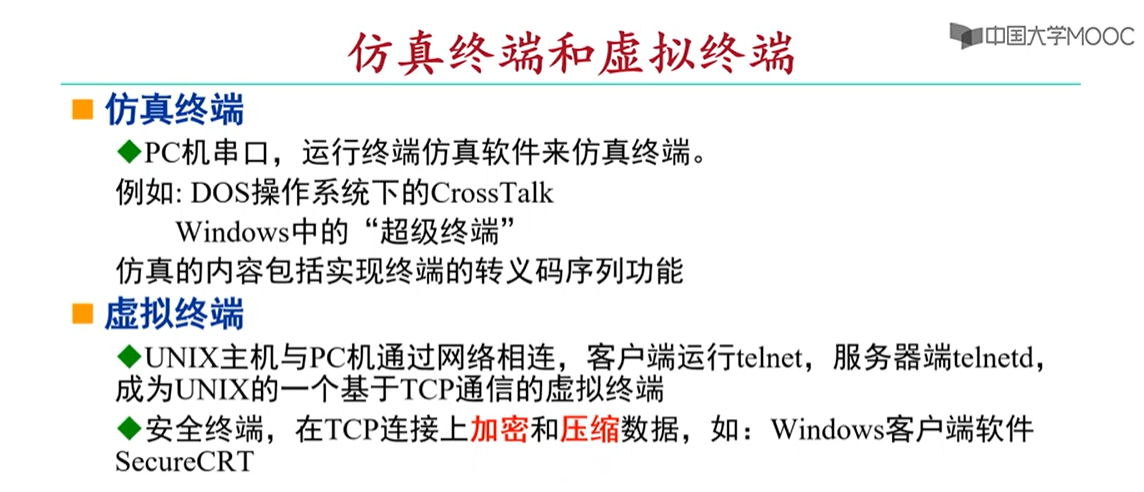 中国大学MOOC
仿真终端和虚拟终端
仿真终端
PC机串口，运行终端仿真软件来仿真终端。
例如: DOS操作系统下的CrossTalk
Windows中的“超级终端”
仿真的内容包括实现终端的转义码序列功能
虚拟终端
UNIX主机与PC机通过网络相连，客户端运行telnet，服务器端telnetd，
成为UNIX的一个基于TCP通信的虚拟终端
安全终端，在TCP连接上加密和压缩数据，如：Windows客户端软件
SecureCRT